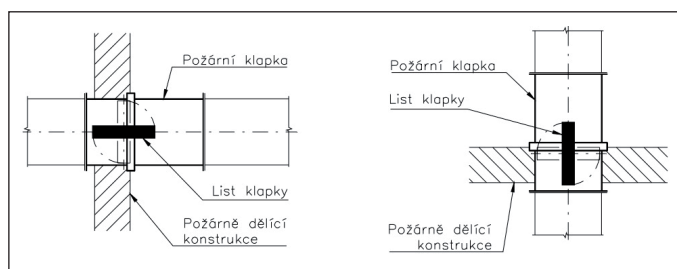 Požární klapka
List klapky
Požárně dělící
konstrukce
Požární klapka
List klapky
Požárně dělící
konstrukce